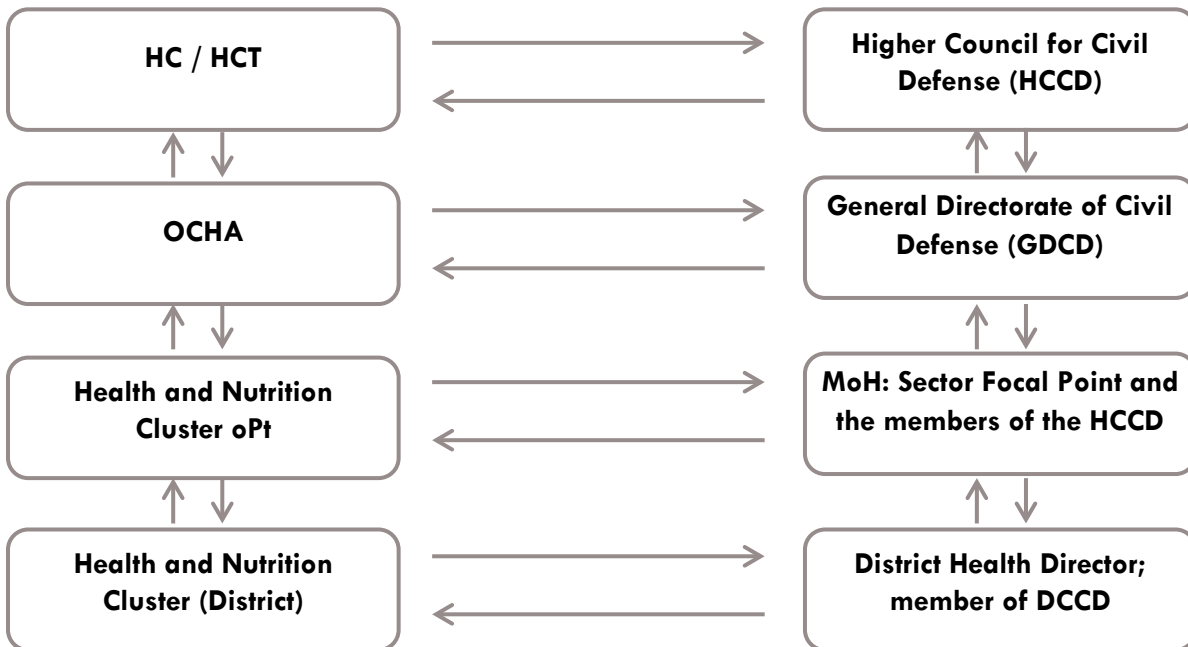 HC / HCT
Higher Council for Civil
Defense (HCCD)
OCHA
General Directorate of Civil
Defense (GDCD)
Health and Nutrition
Cluster oPt
MoH: Sector Focal Point and
the members of the HCCD
Health and Nutrition
Cluster (District)
District Health Director;
member of DCCD